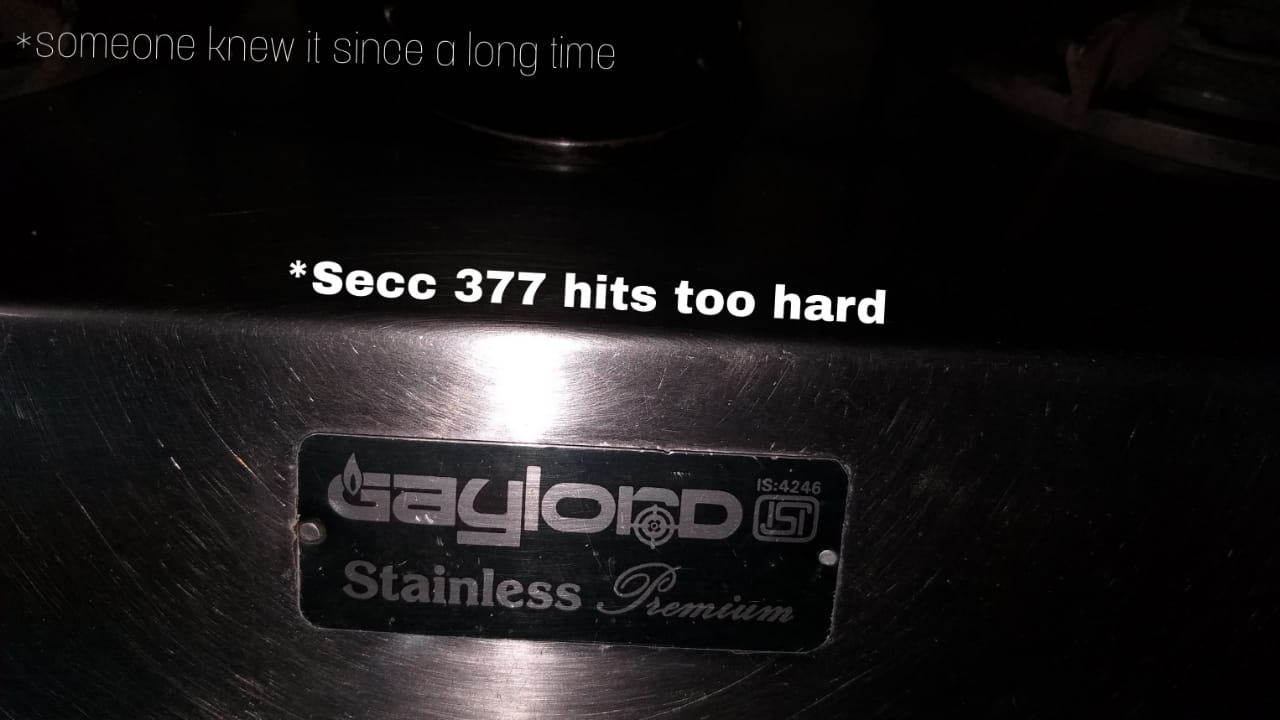 *someone knew it since a long time
*Secc 377 hits too hard
Gaylord
IS:4246
ISI
Stainless Premium